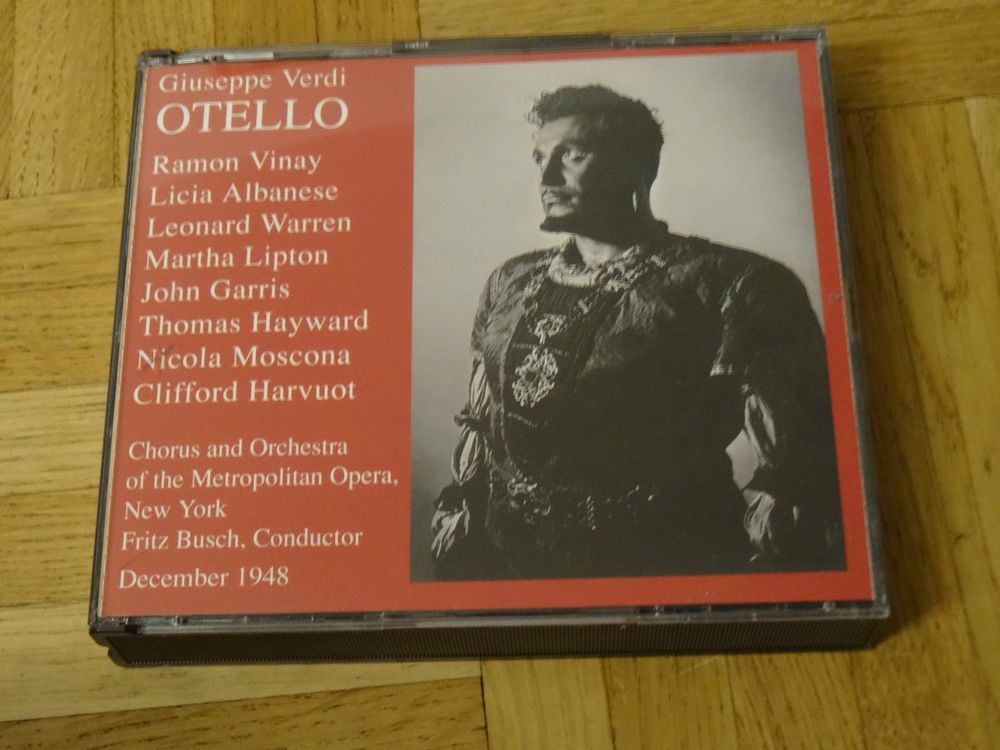 Giuseppe Verdi
OTELLO
Ramon Vinay
Licia Albanese
Leonard Warren
Martha Lipton
John Garris
Thomas Hayward
Nicola Moscona
Clifford Harvuot
Chorus and Orchestra
of the Metropolitan Opera,
New York
Fritz Busch, Conductor
December 1948